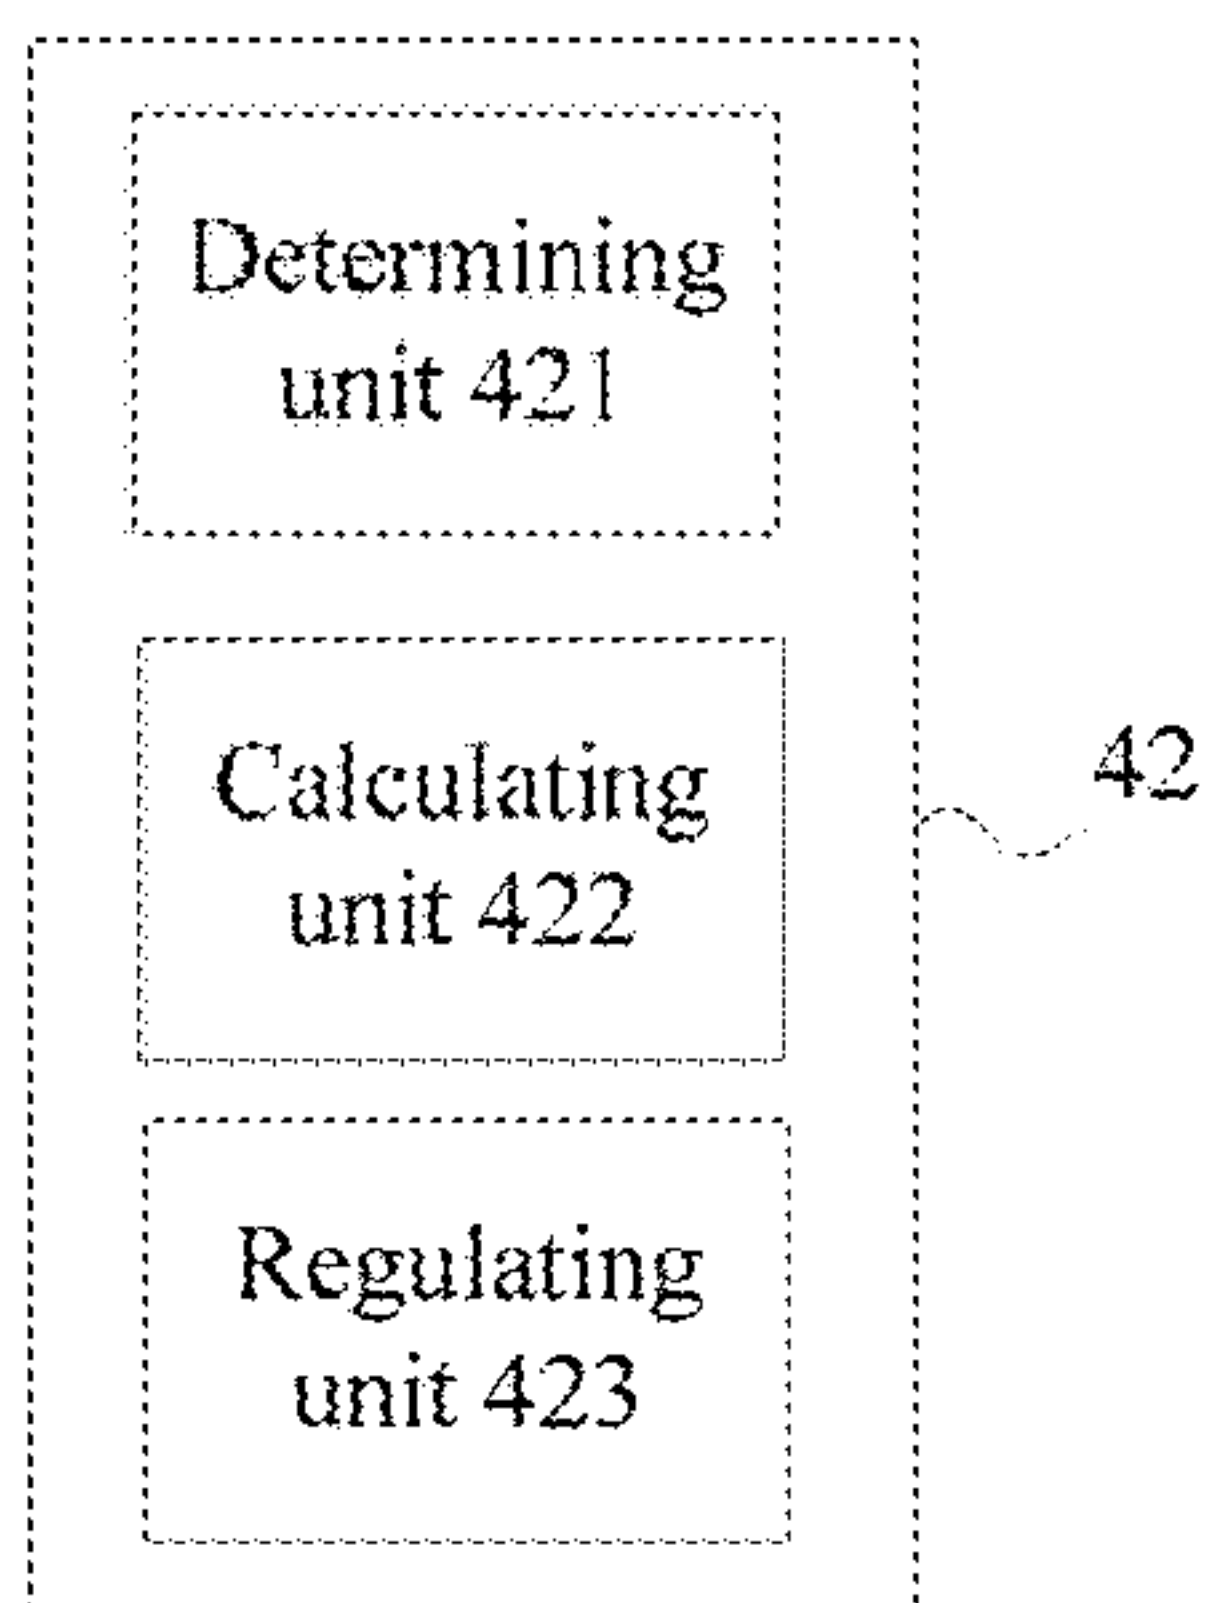 Determining
unit 421
Calculating
unit 422
42
Regulating
unit 423